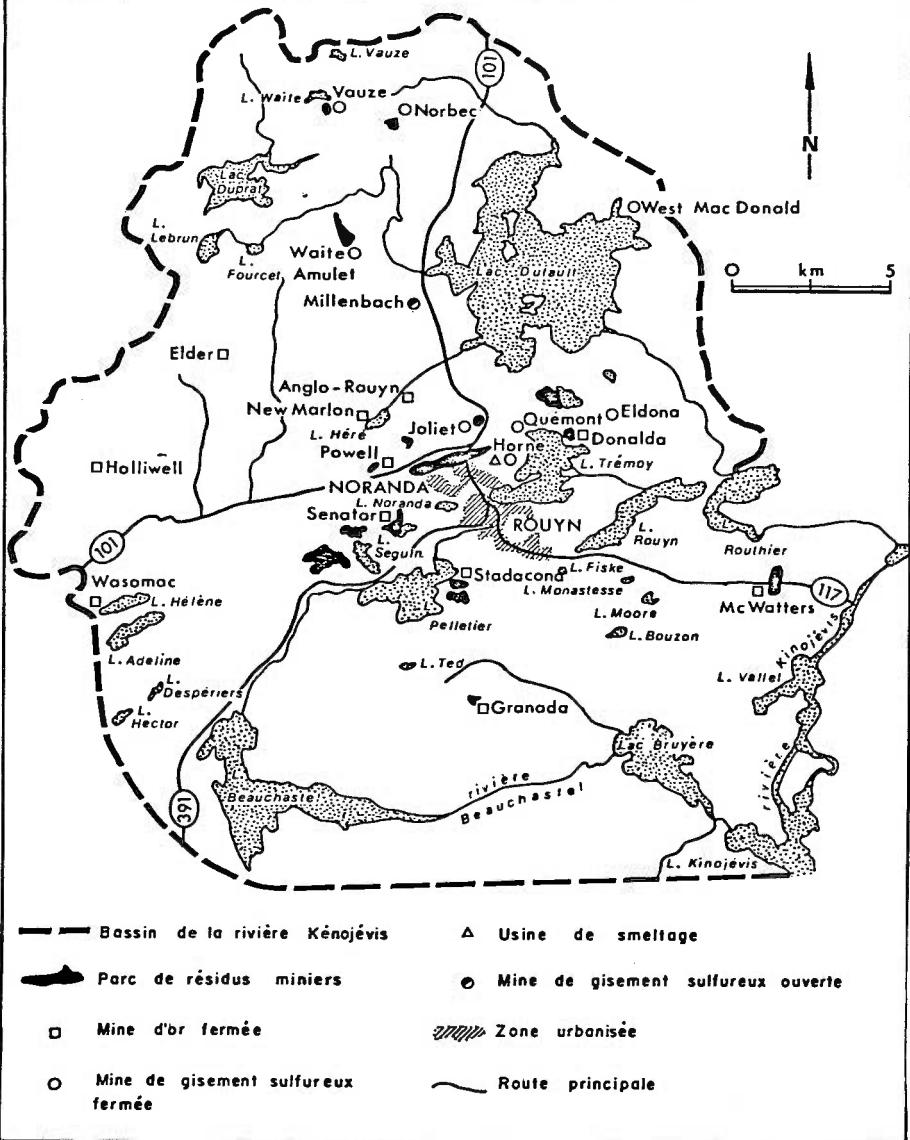 L. Vauze
101
L. Waite
Vauze
Norbec
N
Lac
Duprat
West Mac Donald
L.
Lebrun
L.
Fourcet
Waite
Amulet
Lac Dufault
O km 5
Millenbach
Elder
Anglo-Rouyn
New Marlon
L. Héré
Joliet
Quémont
Eldona
Donalda
Powell
Horne
L. Trémoy
Holliwell
NORANDA
L. Noranda
Senator
ROUYN
L.
Rouyn
L.
Séguin
Routhier
101
Wasomac
L. Hélène
Stadacona
L. Fiske
L. Monastesse
McWatters
117
L. Moore
Pelletier
L. Bouzon
Kinojévis
rivière
L. Adeline
L. Ted
L. Vallet
L.
Despériers
L.
Hector
Granada
Lac Bruyère
391
Beauchastel
rivière
Beauchastel
L. Kinojévis
Bassin de la rivière Kénojévis
Usine de smeltage
Parc de résidus miniers
Mine de gisement sulfureux ouverte
Mine d'or fermée
Zone urbanisée
Mine de gisement sulfureux
fermée
Route principale